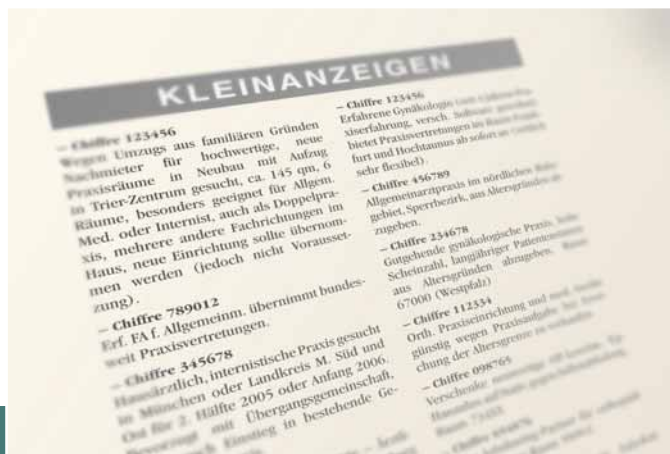 KLEINANZEIGEN
– Chiffre 123456
Wegen Umzugs aus familiären Gründen
Nachmieter für hochwertige, neue
Praxisräume in Neubau mit Aufzug
in Trier-Zentrum gesucht, ca. 145 qm, 6
Räume, besonders geeignet für Allgem.
Med. oder Internist, auch als Doppelpra-
xis, mehrere andere Fachrichtungen im
Haus, neue Einrichtung sollte übernom-
men werden (jedoch nicht Vorausset-
zung).
– Chiffre 789012
Erf. FA f. Allgemeinm. übernimmt bundes-
weit Praxisvertretungen.
– Chiffre 345678
Hausärztlich, internistische Praxis gesucht
in München oder Landkreis M. Süd und
Ost für 2. Hälfte 2005 oder Anfang 2006.
Bevorzugt mit Übergangsgemeinschaft,
auch Einstieg in bestehende Ge-
– Chiffre 123456
Erfahrene Gynäkologin
xiserfahrung, versch. Software
bietet Praxisvertretungen im Raum Frank-
furt und Hochtaunus ab sofort an
sehr flexibel).
– Chiffre 456789
Allgemeinarztpraxis im nördlichen
gebiet, Sperrbezirk, aus Altersgründen ab-
zugeben.
– Chiffre 234678
Gutgehende gynäkologische Praxis, hohe
Scheinzahl, langjähriger Patientenstamm
aus Altersgründen abzugeben. Raum
67000 (Westpfalz)
– Chiffre 112334
Orth. Praxiseinrichtung und med. Geräte
günstig wegen Praxisaufgabe bei Errei-
chung der Altersgrenze zu verkaufen
– Chiffre 098765
Verschenke